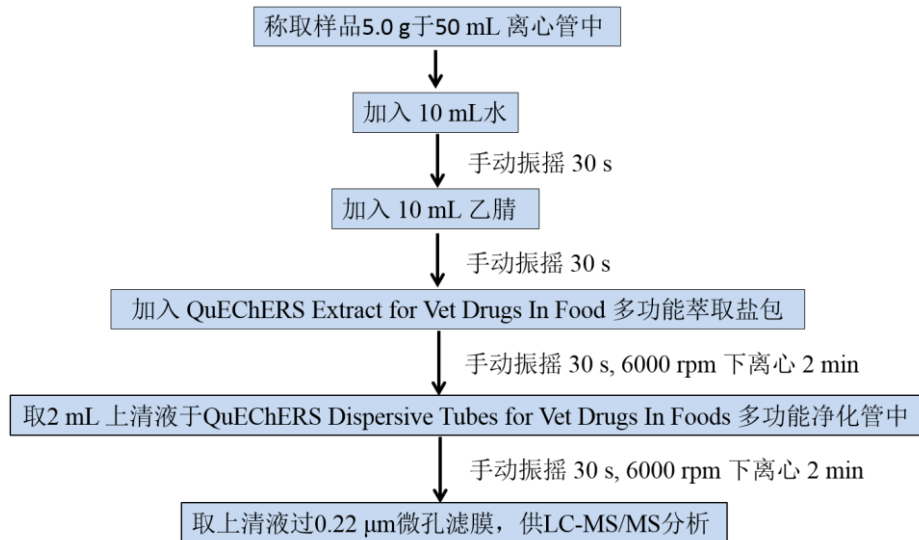 称取样品5.0 g于50 mL 离心管中
加入 10 mL水
手动振摇 30 s
加入 10 mL 乙腈
手动振摇 30 s
加入 QuEChERS Extract for Vet Drugs In Food 多功能萃取盐包
手动振摇 30 s, 6000 rpm 下离心 2 min
取2 mL 上清液于QuEChERS Dispersive Tubes for Vet Drugs In Foods 多功能净化管中
手动振摇 30 s, 6000 rpm 下离心 2 min
取上清液过0.22 μm微孔滤膜，供LC-MS/MS分析